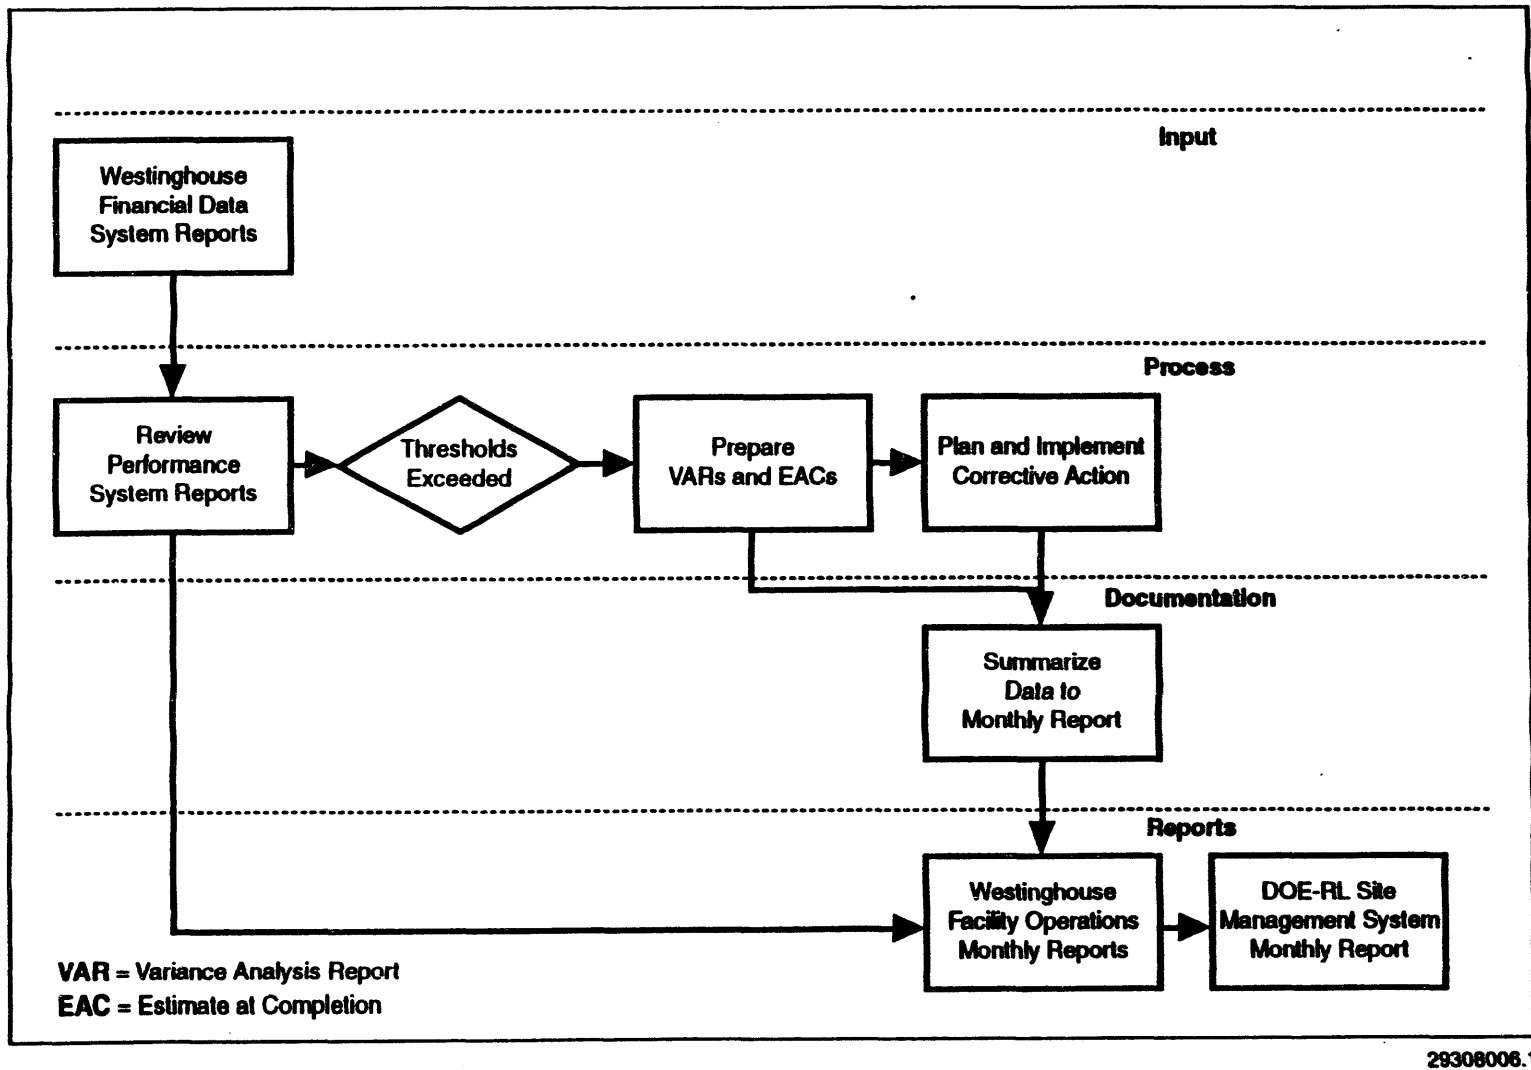 Input
Westinghouse
Financial Data
System Reports
Process
Review
Performance
System Reports
Thresholds
Exceeded
Prepare
VARs and EACs
Plan and Implement
Corrective Action
Documentation
Summarize
Data to
Monthly Report
Reports
Westinghouse
Facility Operations
Monthly Reports
DOE-RL Site
Management System
Monthly Report
VAR = Variance Analysis Report
EAC = Estimate at Completion
29308006.1